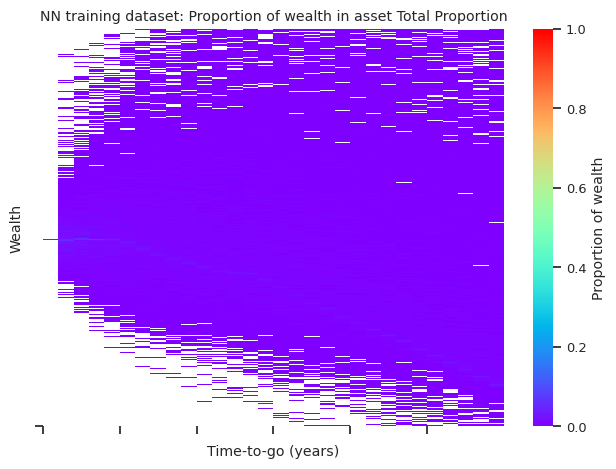 NN training dataset: Proportion of wealth in asset Total Proportion
Wealth
Time-to-go (years)
1.0
0.8
0.6
0.4
0.2
0.0
Proportion of wealth